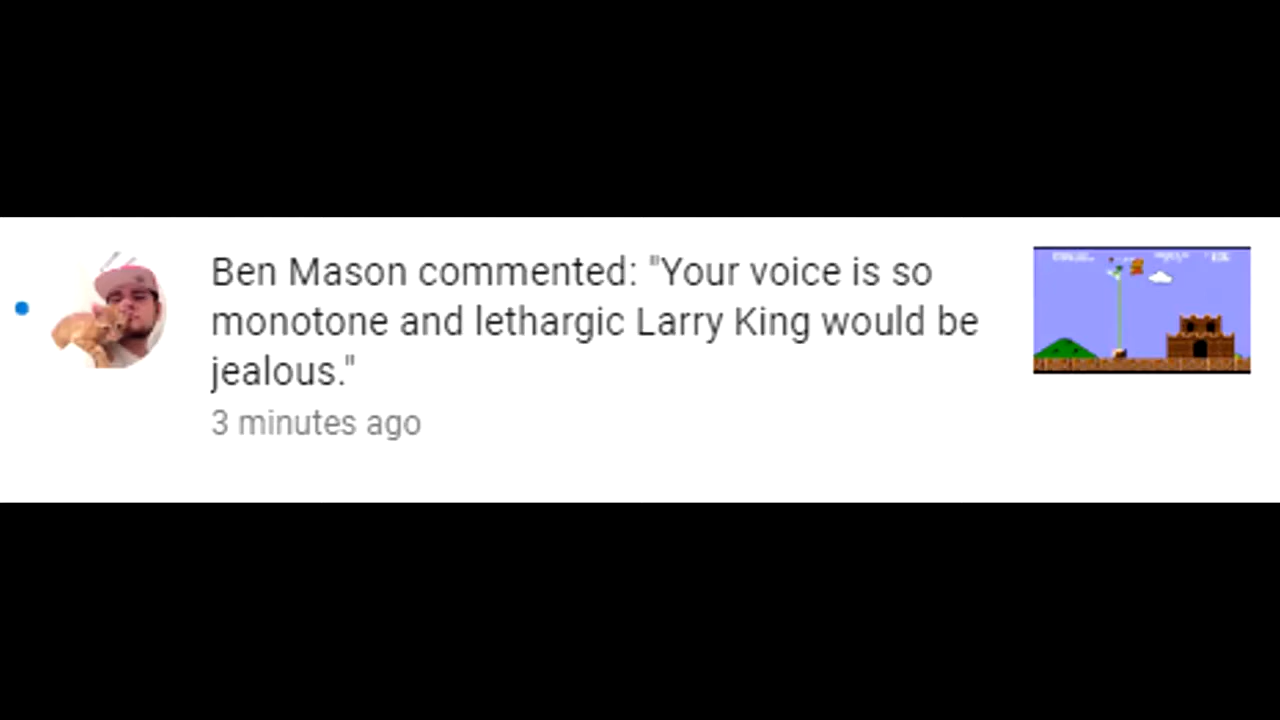 Ben Mason commented: "Your voice is so
monotone and lethargic Larry King would be
jealous."
3 minutes ago